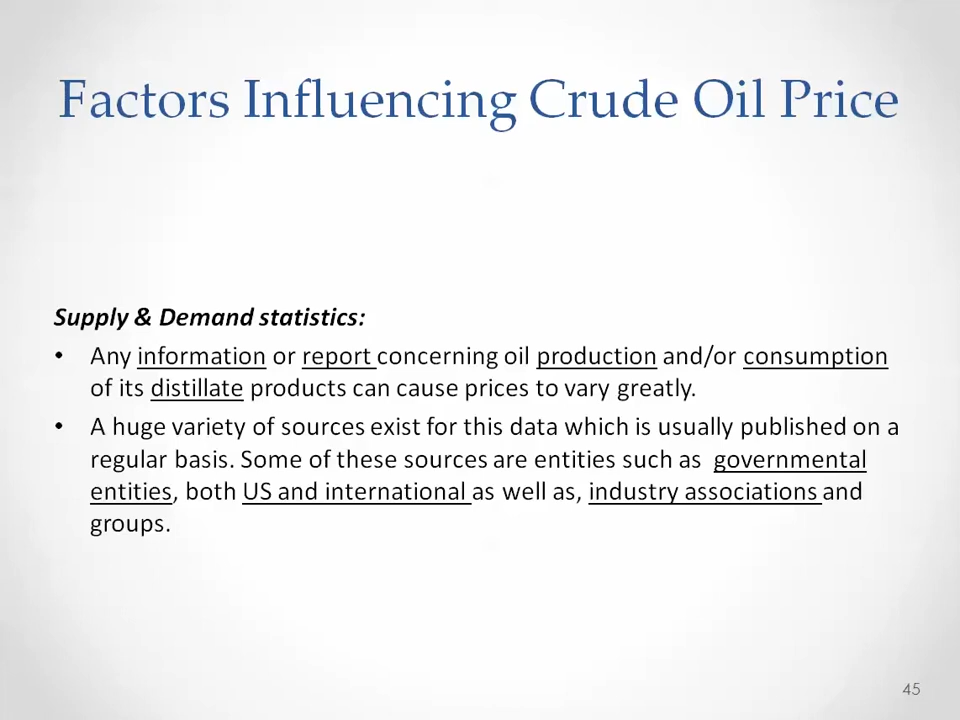 Factors Influencing Crude Oil Price
Supply & Demand statistics:
• Any information or report concerning oil production and/or consumption
of its distillate products can cause prices to vary greatly.
• A huge variety of sources exist for this data which is usually published on a
regular basis. Some of these sources are entities such as governmental
entities, both US and international as well as, industry associations and
groups.
45